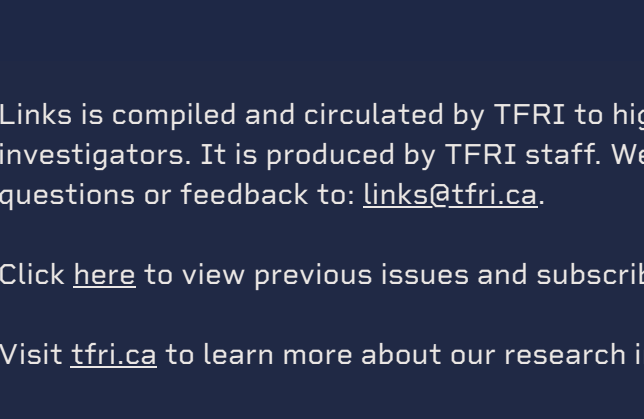 Links is compiled and circulated by TFRI to hig
investigators. It is produced by TFRI staff. We
questions or feedback to: links@tfri.ca.
Click here to view previous issues and subscrib
Visit tfri.ca to learn more about our research i